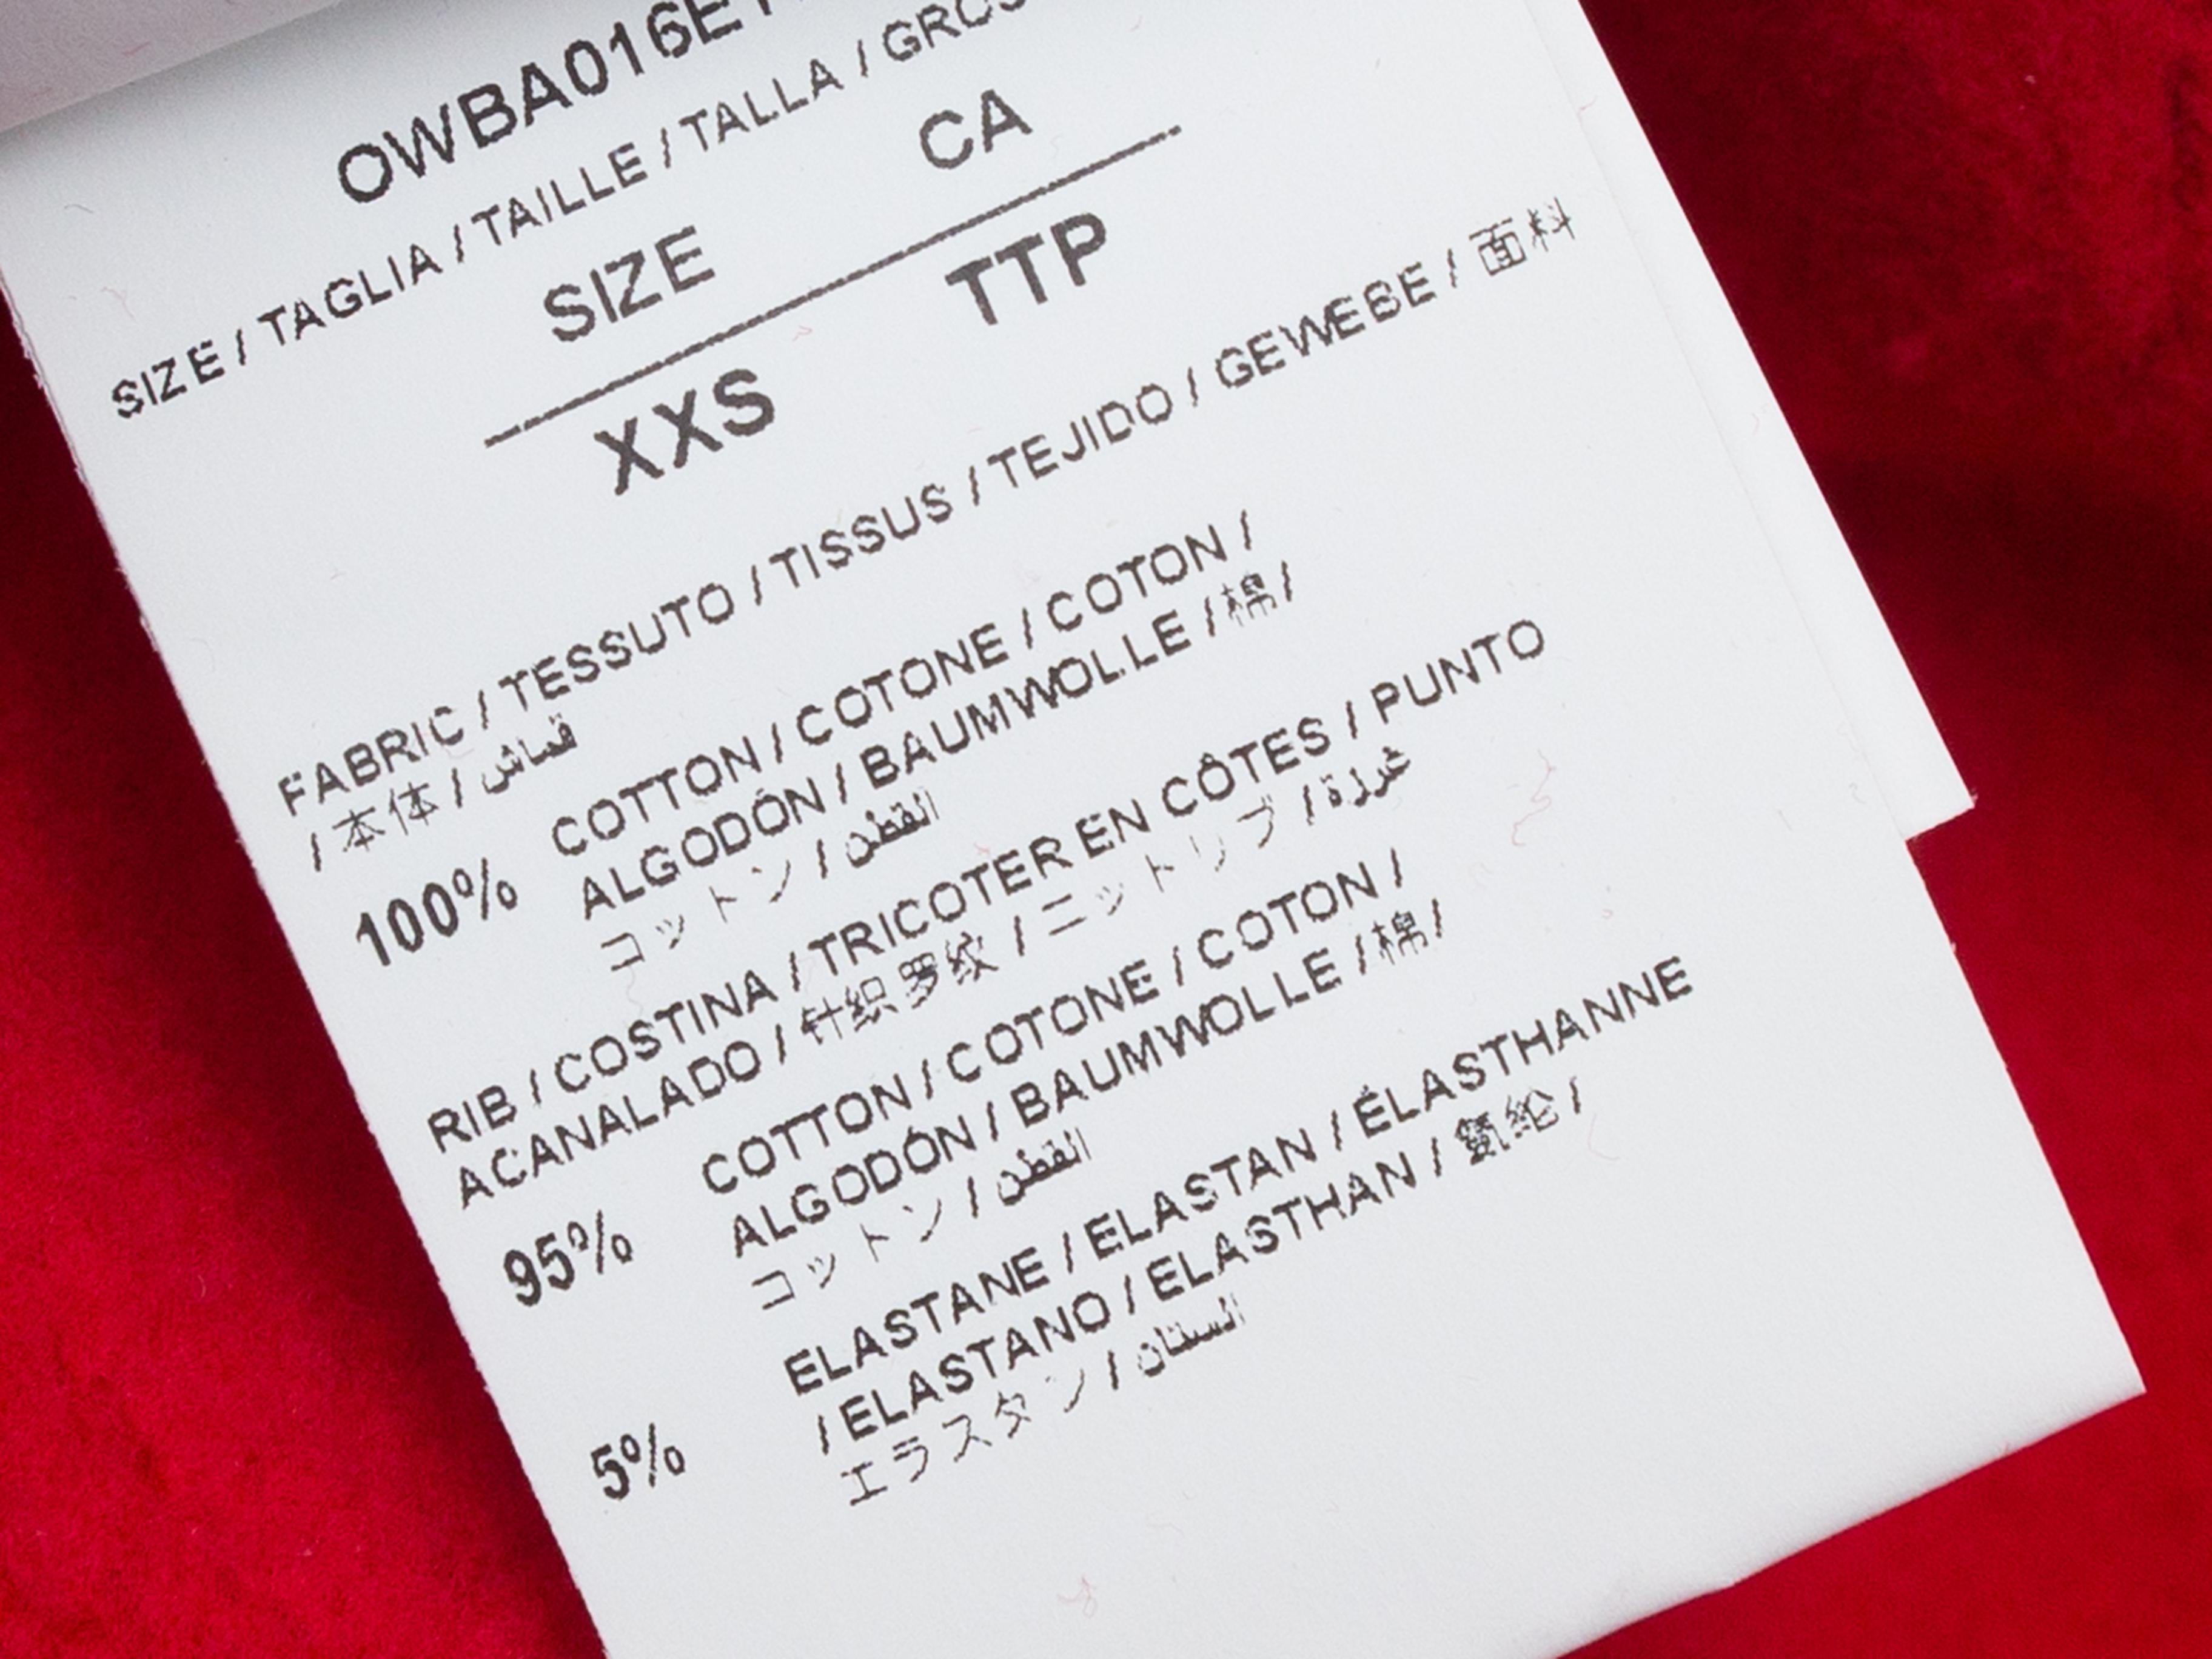 OWBA016E
SIZE / TAGLIA / TAILLE / TALLA /
SIZE CA
XXS TTP
FABRIC / TESSUTO / TISSUS / TEJIDO / GEWEBE / 面料
/ 本体 / قماش
100% COTTON / COTONE / COTON /
ALGODÓN / BAUMWOLLE / 棉 /
コットン / القطن
RIB / COSTINA / TRICOTER EN CÔTES / PUNTO
ACANALADO / 针织罗纹 / ニットリブ / غرزة
95% COTTON / COTONE / COTON /
ALGODÓN / BAUMWOLLE / 棉 /
コットン / القطن
5% ELASTANE / ELASTAN / ÉLASTHANNE
/ ELASTANO / ELASTHAN / 氨纶 /
エラスタン /